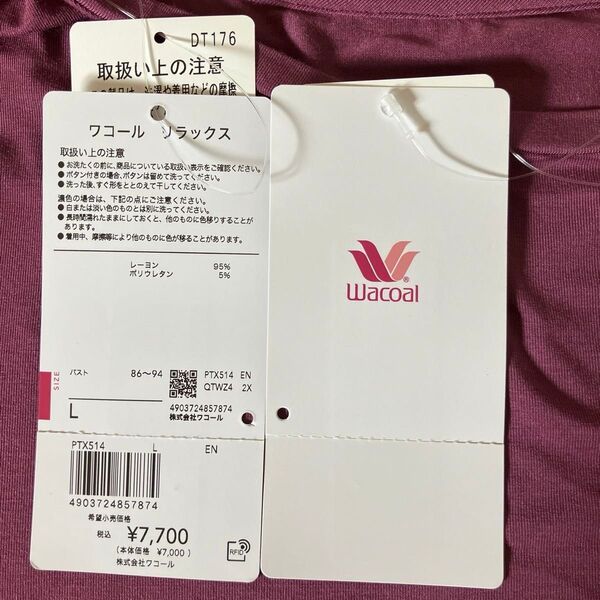 DT176
取扱い上の注意
ワコール リラックス
取扱い上の注意
● お洗たくの前に、商品についている取扱い表示をご確認ください。
● ボタン付きの場合、ボタンは留めて洗ってください。
● 洗った後、すぐ形をととのえて干してください。
濃色の場合は、下記の点にご注意ください。
● 白または淡い色のものとは別に洗ってください。
● 長時間濡れたままにしておくと、他のものに色移りすることが
あります。
● 着用中、摩擦等により他のものに色が移ることがあります。
レーヨン 95%
ポリウレタン 5%
SIZE
バスト 86~94
L
PTX514 EN
QTWZ4 2X
4903724857874
株式会社ワコール
PTX514 L EN
4903724857874
希望小売価格
税込 ¥7,700
(本体価格 ¥7,000)
株式会社ワコール
RFID
Wacoal
®